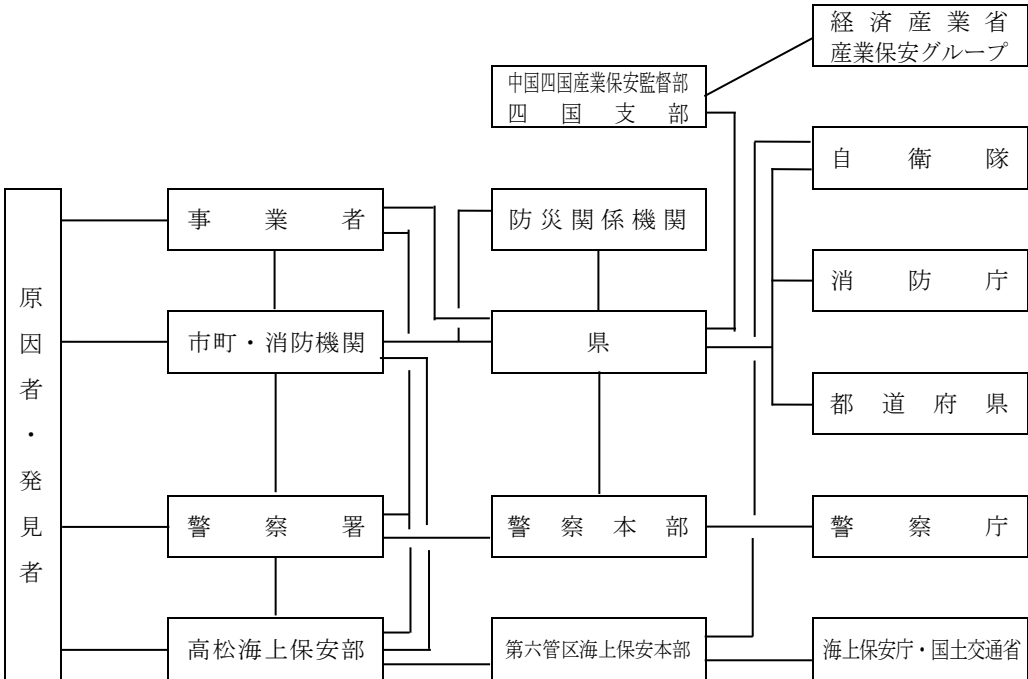 経済産業省
産業保安グループ
中国四国産業保安監督部
四国支部
自衛隊
事業者
防災関係機関
消防庁
原因者・発見者
市町・消防機関
県
都道府県
警察署
警察本部
警察庁
高松海上保安部
第六管区海上保安本部
海上保安庁・国土交通省